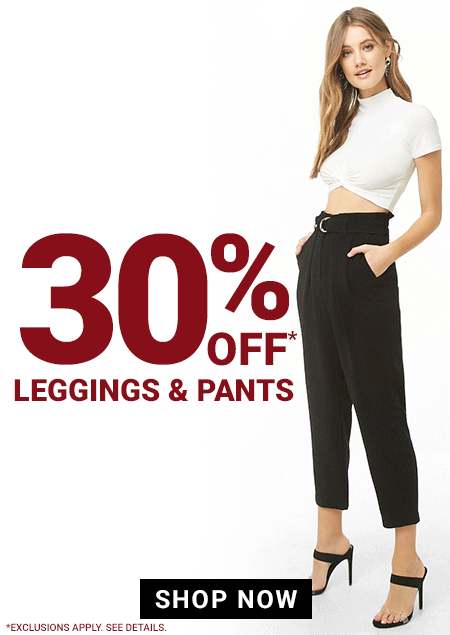 30%
OFF*
LEGGINGS & PANTS
SHOP NOW
*EXCLUSIONS APPLY. SEE DETAILS.